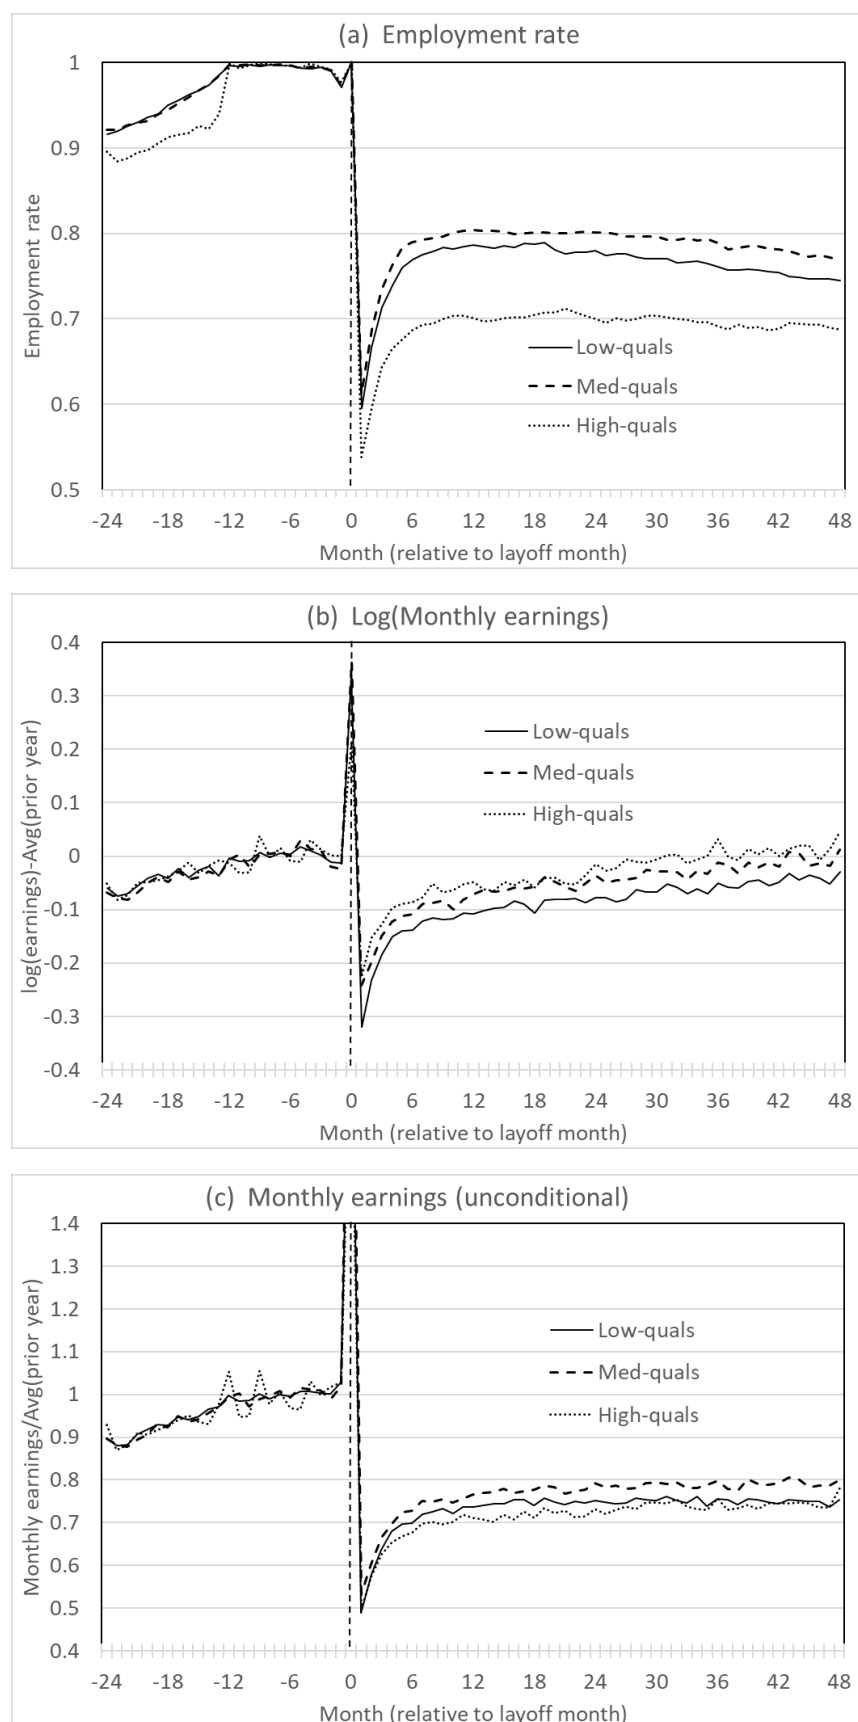 (a) Employment rate
1
0.9
0.8
0.7
0.6
0.5
Employment rate
Low-quals
Med-quals
High-quals
-24 -18 -12 -6 0 6 12 18 24 30 36 42 48
Month (relative to layoff month)
(b) Log(Monthly earnings)
0.4
0.3
0.2
0.1
0
-0.1
-0.2
-0.3
-0.4
log(earnings)-Avg(prior year)
Low-quals
Med-quals
High-quals
-24 -18 -12 -6 0 6 12 18 24 30 36 42 48
Month (relative to layoff month)
(c) Monthly earnings (unconditional)
1.4
1.3
1.2
1.1
1
0.9
0.8
0.7
0.6
0.5
0.4
Monthly earnings/Avg(prior year)
Low-quals
Med-quals
High-quals
-24 -18 -12 -6 0 6 12 18 24 30 36 42 48
Month (relative to layoff month)